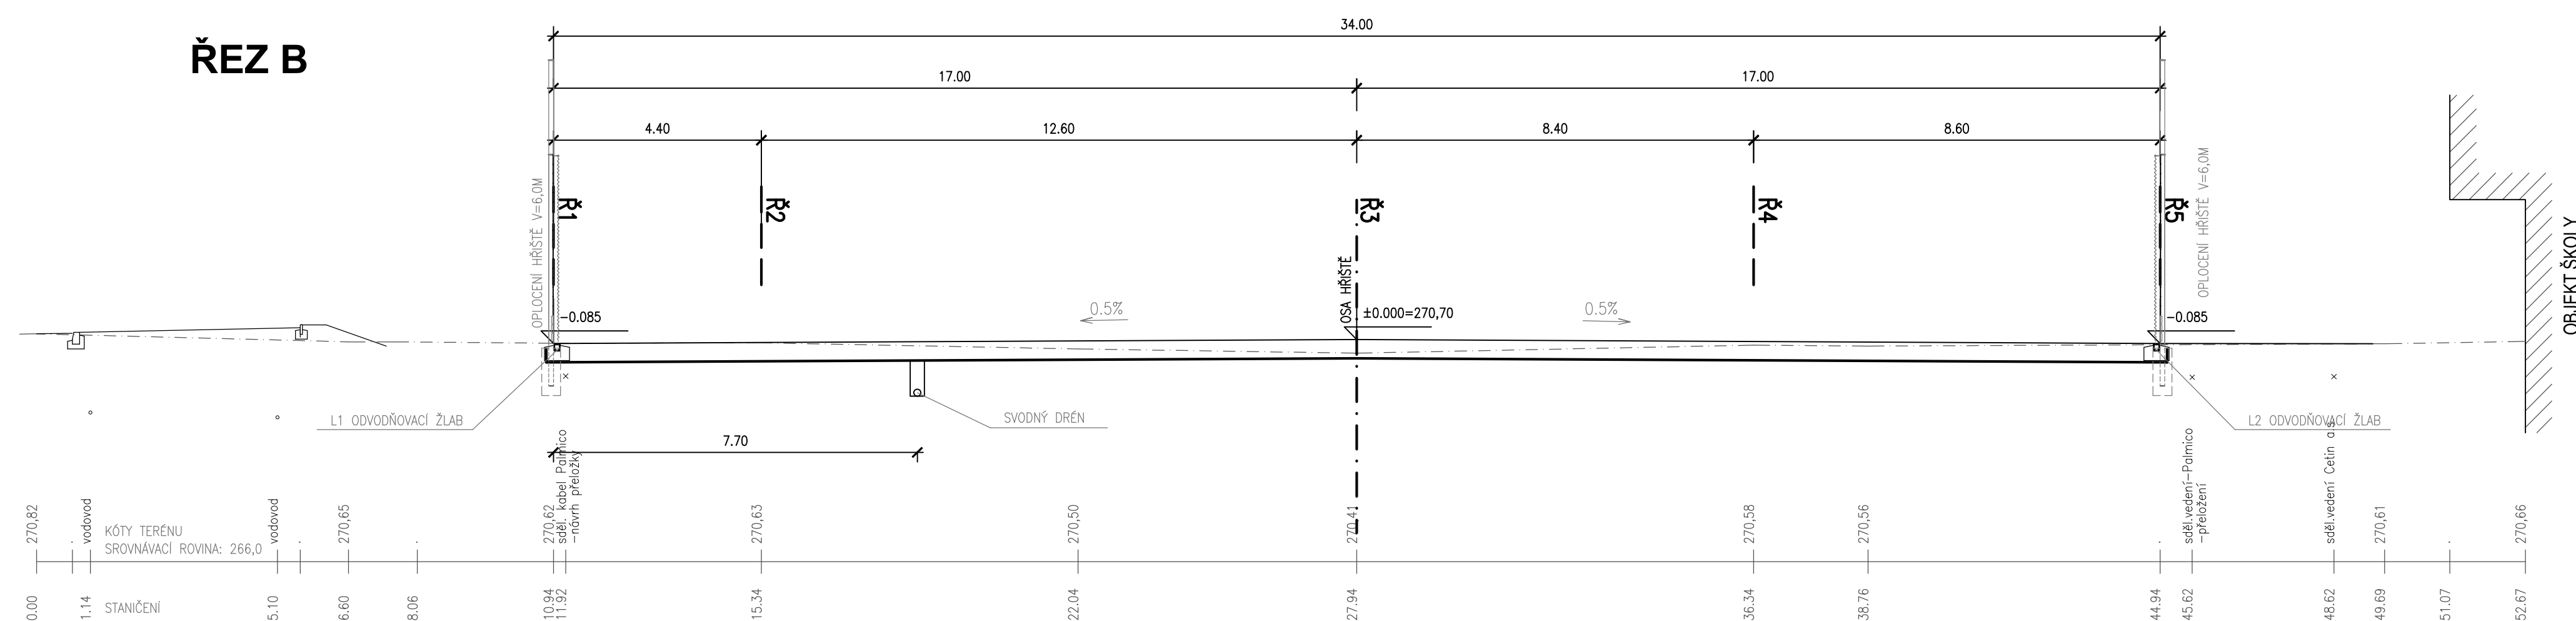 ŘEZ B
34.00
17.00
17.00
4.40
12.60
8.40
8.60
OPLOCENÍ HŘIŠTĚ V=6,0M
Ř1
Ř2
Ř3
Ř4
Ř5
OPLOCENÍ HŘIŠTĚ V=6,0M
OBJEKT ŠKOLY
OSA HŘIŠTĚ
-0.085
0.5%
±0.000=270,70
0.5%
-0.085
L1 ODVODŇOVACÍ ŽLAB
SVODNÝ DRÉN
L2 ODVODŇOVACÍ ŽLAB
7.70
270,82
vodovod
vodovod
270,65
270,62
sděl. kabel Palmico
-návrh přeložky
270,63
270,50
270,41
270,58
270,56
sděl.vedení-Palmico
-přeložení
sděl.vedení Cetin a.s.
270,61
270,66
KÓTY TERÉNU
SROVNÁVACÍ ROVINA: 266,0
0.00
1.14
STANIČENÍ
5.10
6.60
8.06
10.94
11.92
15.34
22.04
27.94
36.34
38.76
44.94
45.62
48.62
49.69
51.07
52.67